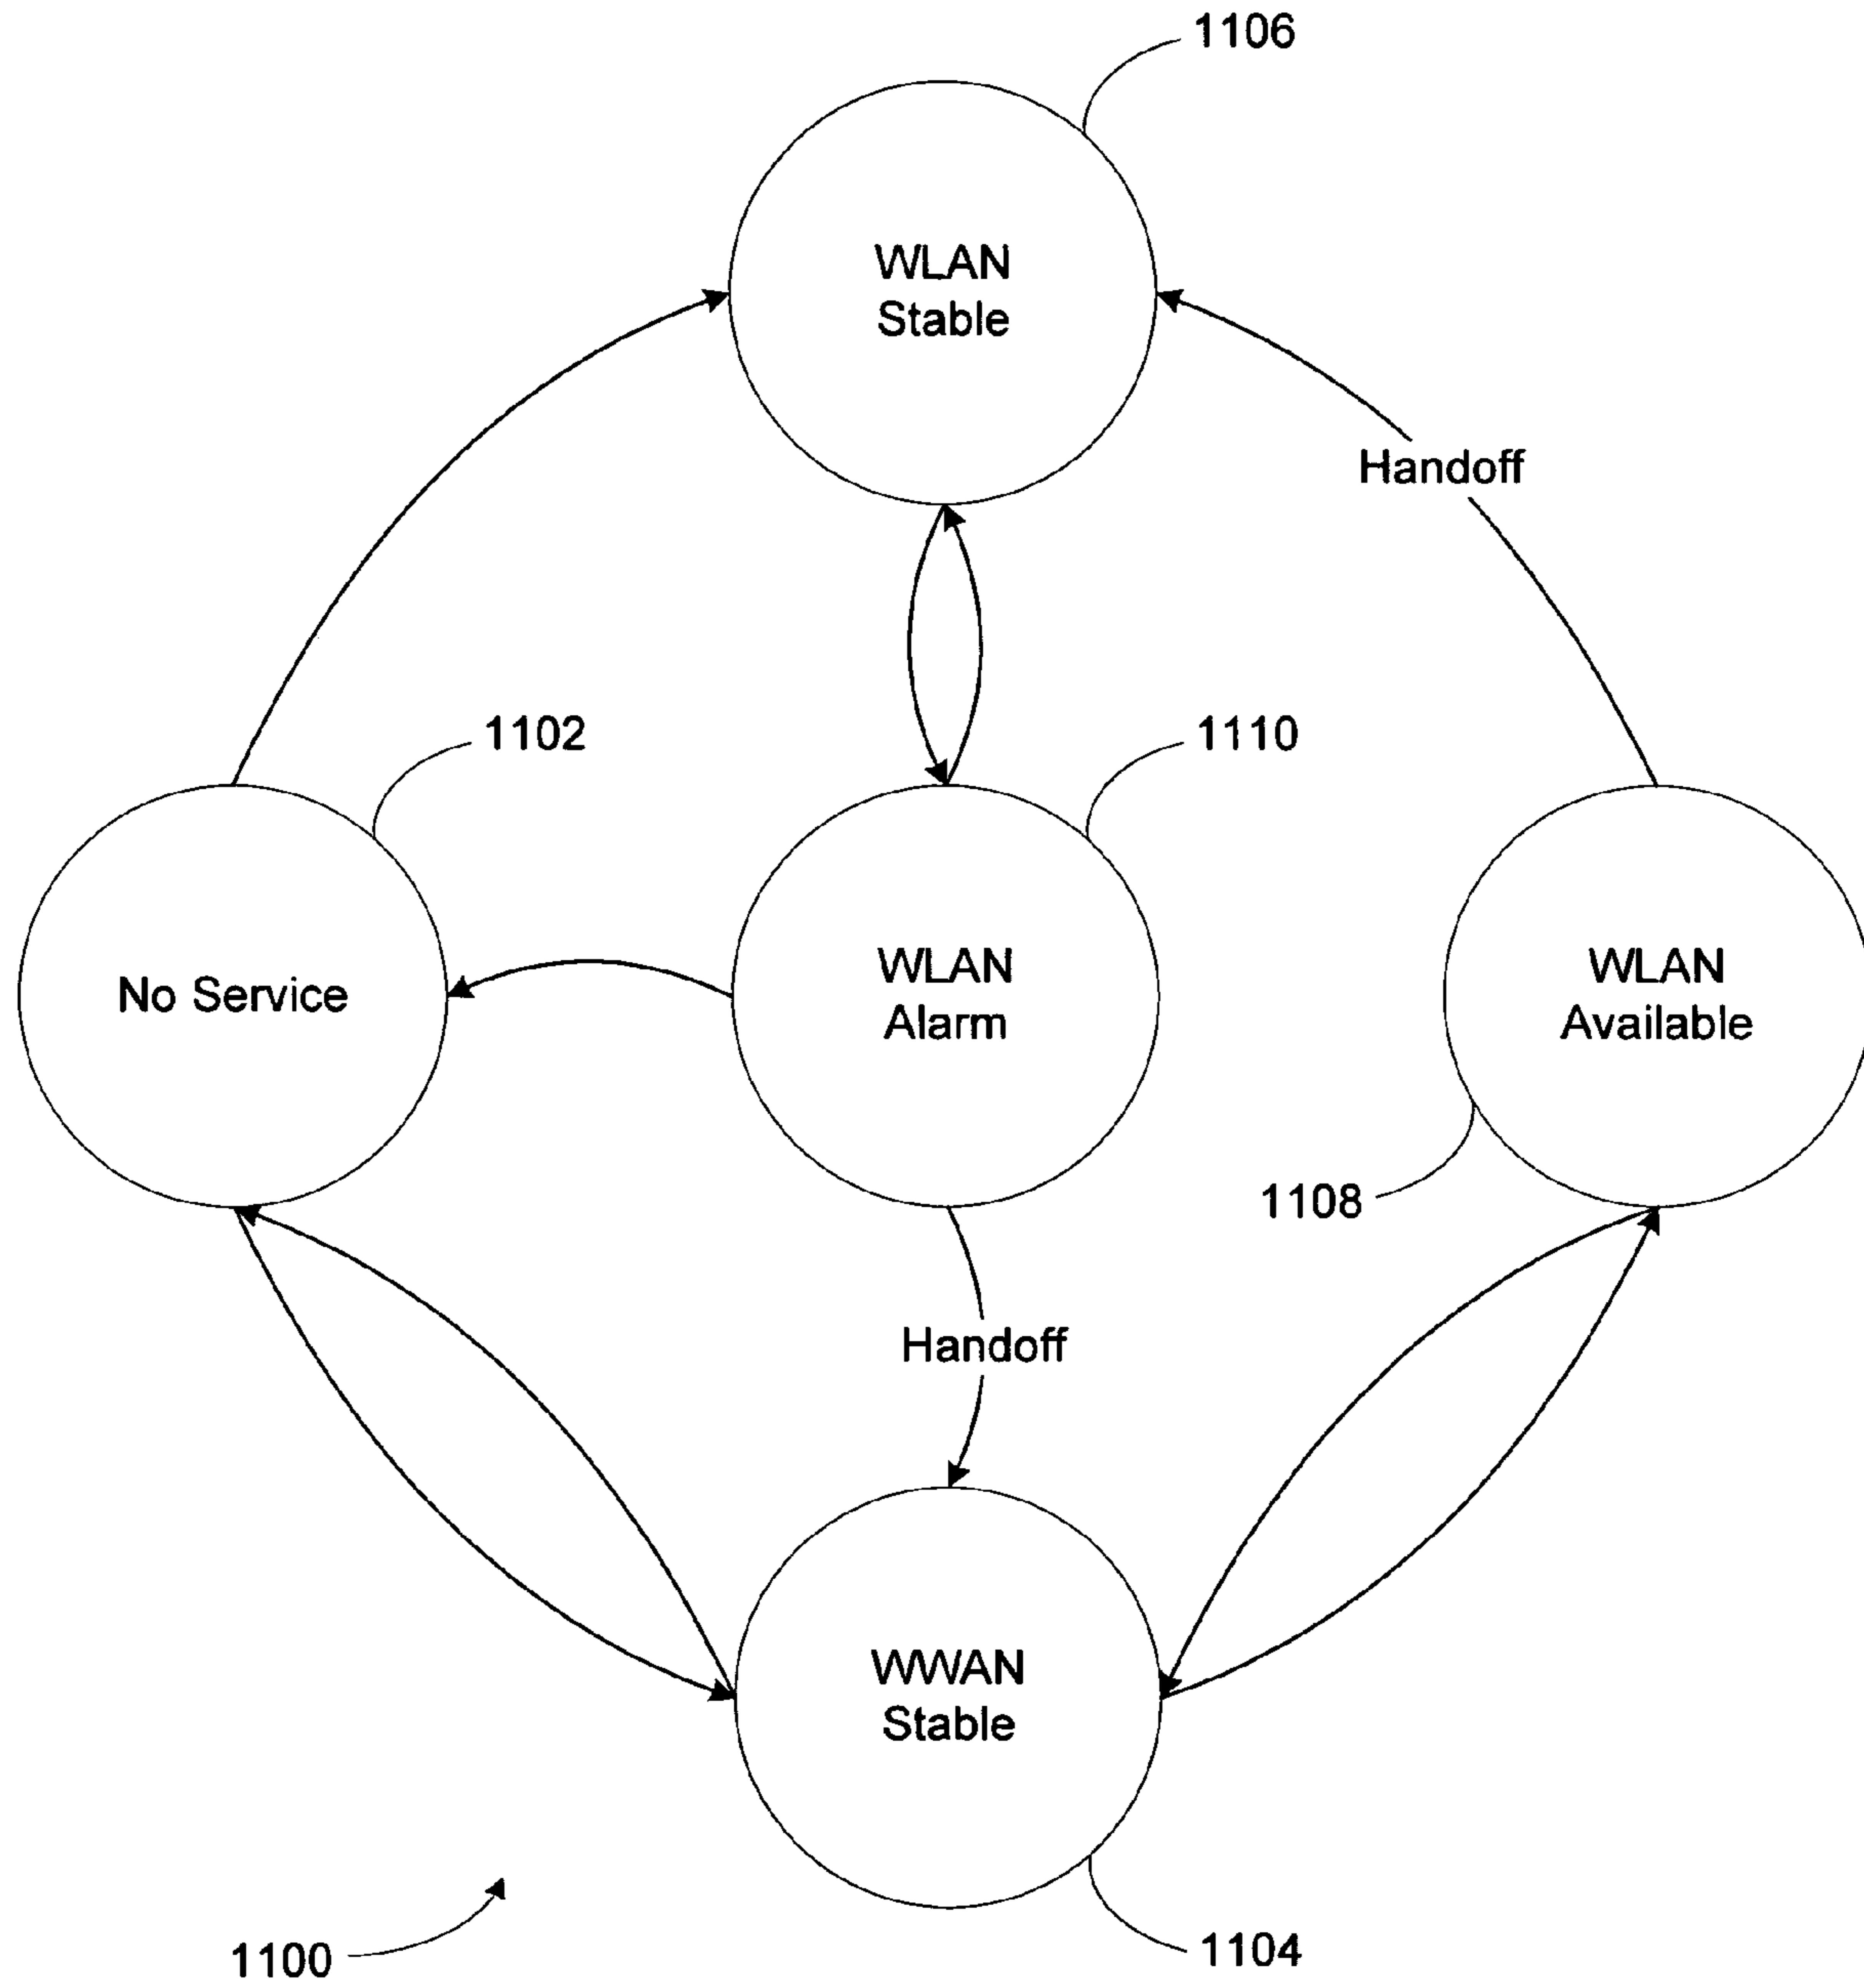 1106
WLAN
Stable
Handoff
1102
1110
No Service
WLAN
Alarm
WLAN
Available
1108
Handoff
WWAN
Stable
1100
1104